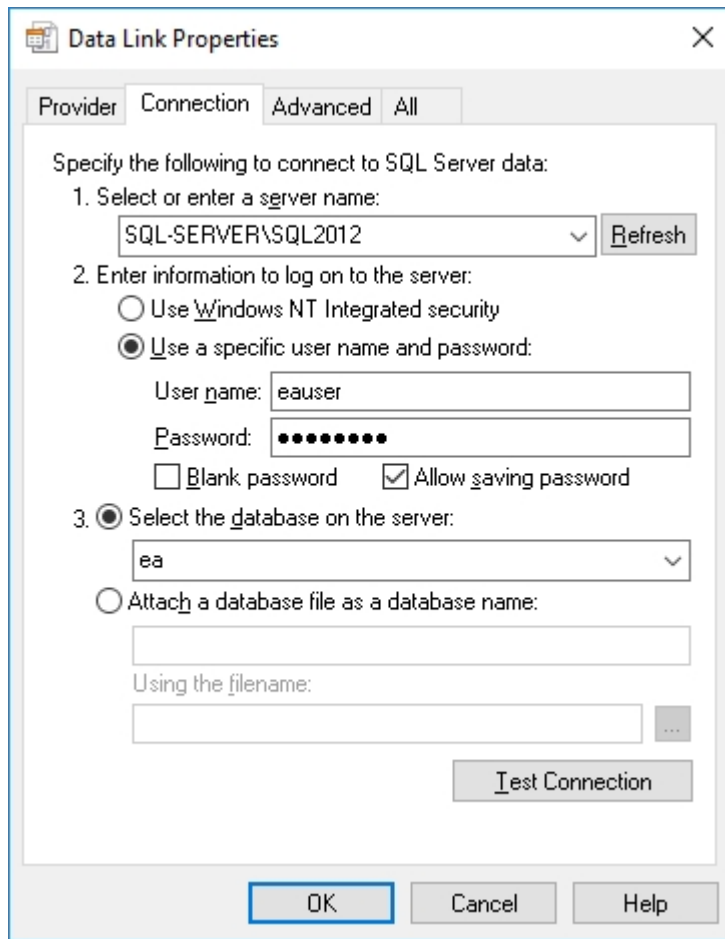 Data Link Properties
Provider Connection Advanced All
Specify the following to connect to SQL Server data:
1. Select or enter a server name:
SQL-SERVER\SQL2012 Refresh
2. Enter information to log on to the server:
Use Windows NT Integrated security
Use a specific user name and password:
User name: eauser
Password: ●●●●●●●●
Blank password Allow saving password
3. Select the database on the server:
ea
Attach a database file as a database name:
Using the filename:
...
Test Connection
OK Cancel Help